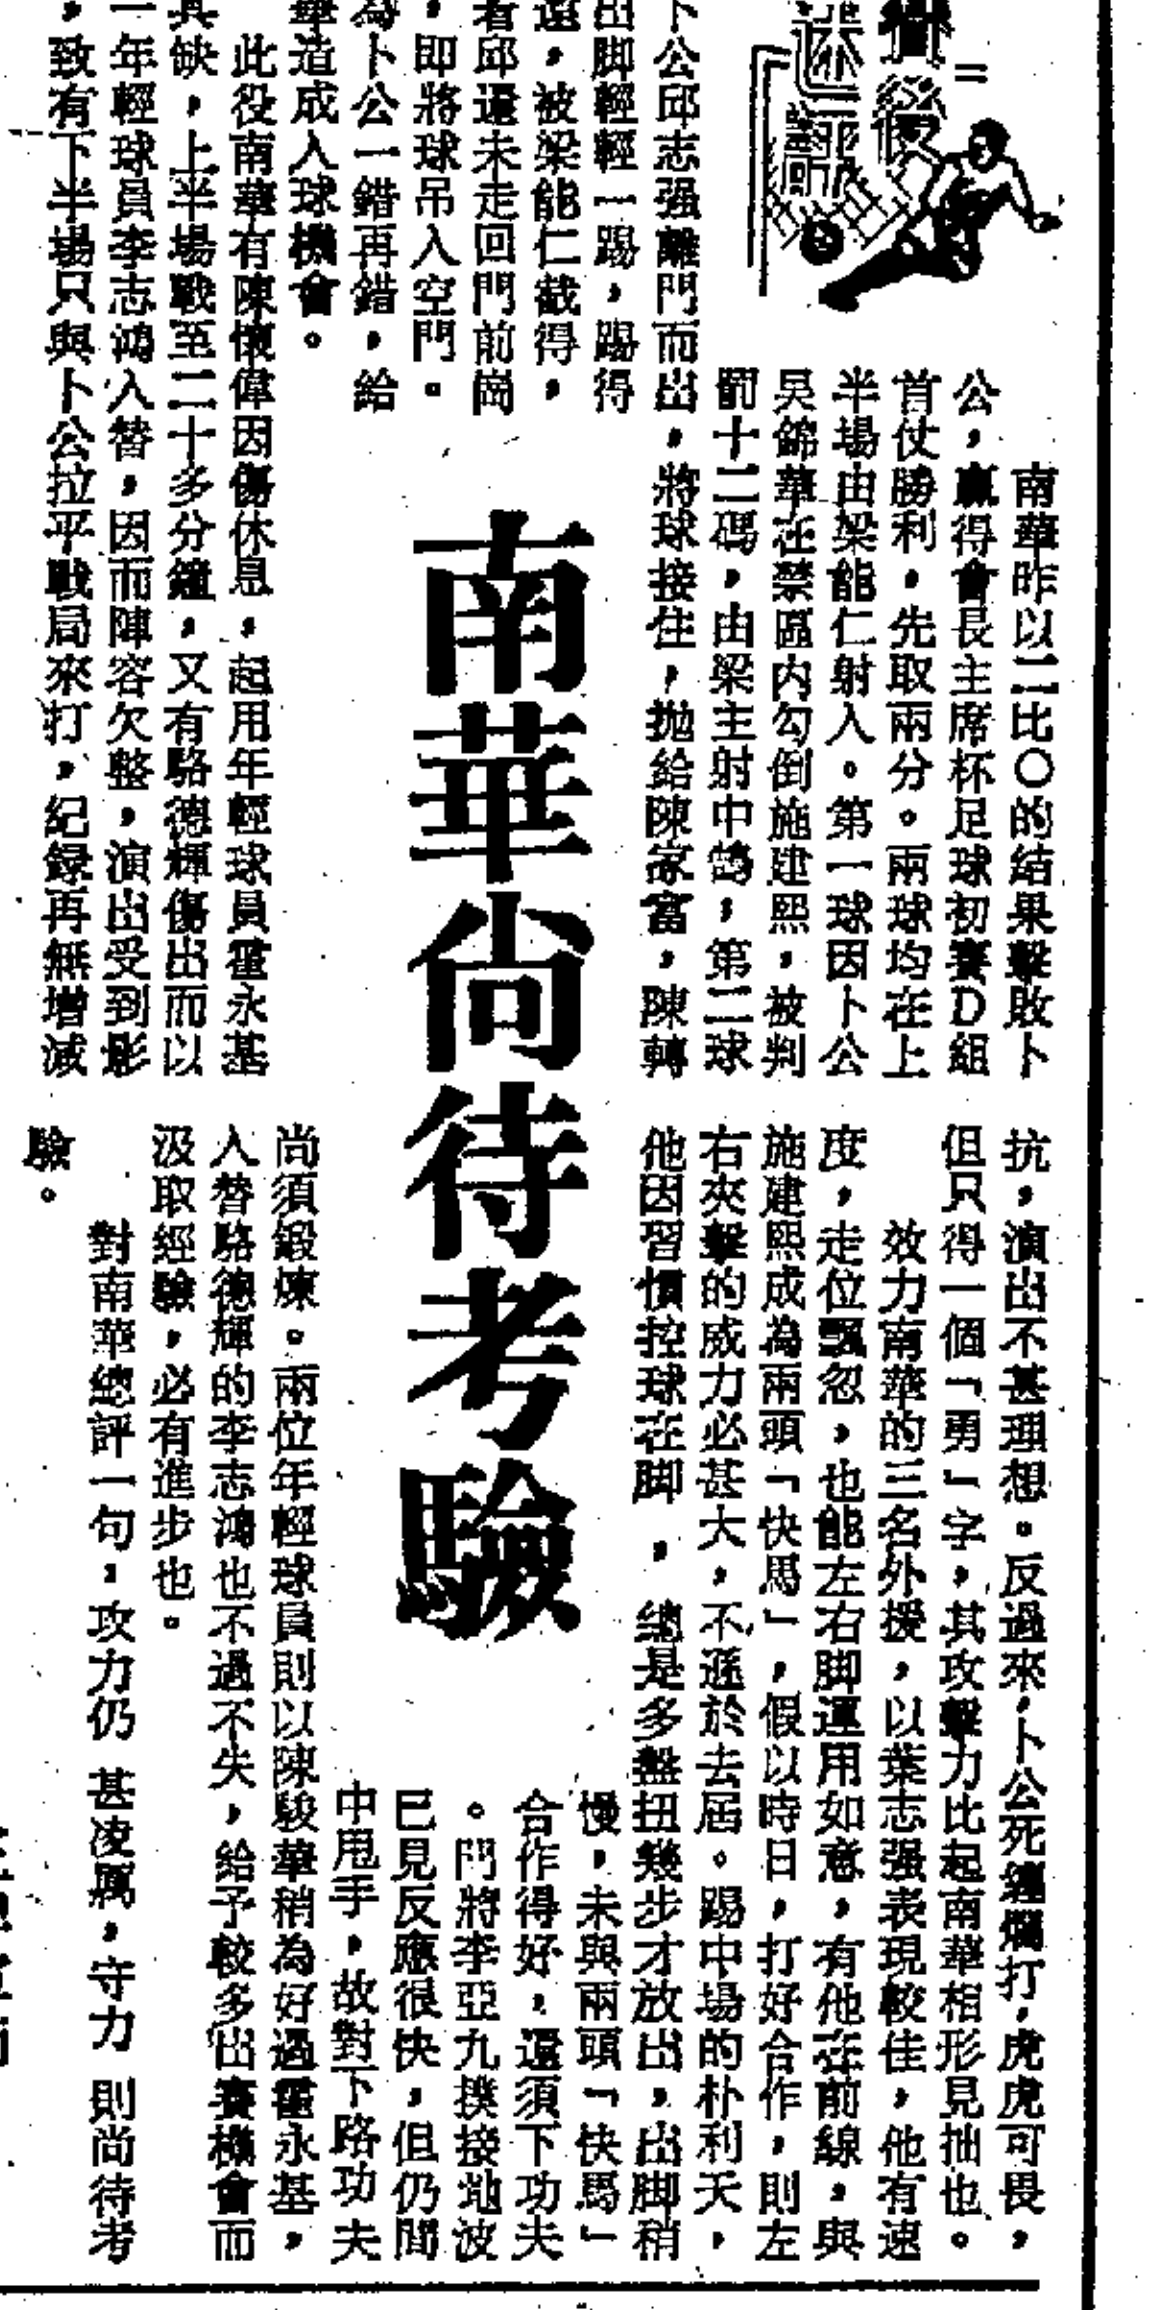 南華尚待考驗
南華昨以二比〇的結果擊敗卜
公，贏得會長主席杯足球初賽D組
首仗勝利，先取兩分。兩球均在上
半場由梁能仁射入。第一球因卜公
吳錦華在禁區内勾倒施建熙，被判
罰十二碼，由梁主射中鵠，第二球
卜公邱志强離門而出，將球接住，拋給陳家富，陳轉
出脚輕輕一踢，踢得
遠，被梁能仁截得，
者邱還未走回門前崗
，即將球吊入空門。
為卜公一錯再錯，給
華造成入球機會。
此役南華有陳懷偉因傷休息，起用年輕球員霍永基
其缺，上半場戰至二十多分鐘，又有駱德輝傷出而以
一年輕球員李志鴻入替，因而陣容欠整，演出受到影
，致有下半場只與卜公拉平戰局來打，紀錄再無增減
抗，演出不甚理想。反過來，卜公死纏爛打，虎虎可畏，
但只得一個「勇」字，其攻擊力比起南華相形見拙也。
效力南華的三名外援，以葉志强表現較佳，他有速
度，走位飄忽，也能左右脚運用如意，有他在前線，與
施建熙成為兩頭「快馬」，假以時日，打好合作，則左
右夾擊的威力必甚大，不遜於去屆。踢中場的朴利天，
他因習慣控球在脚，總是多盤扭幾步才放出，出脚稍
慢，未與兩頭「快馬」
合作得好，還須下功夫
。門將李亞九撲接地波
已見反應很快，但仍間
中甩手，故對下路功夫
尚須鍛煉。兩位年輕球員則以陳駿華稍為好過霍永基，
入替駱德輝的李志鴻也不過不失，給予較多出賽機會而
汲取經驗，必有進步也。
對南華總評一句，攻力仍甚凌厲，守力則尚待考
驗。